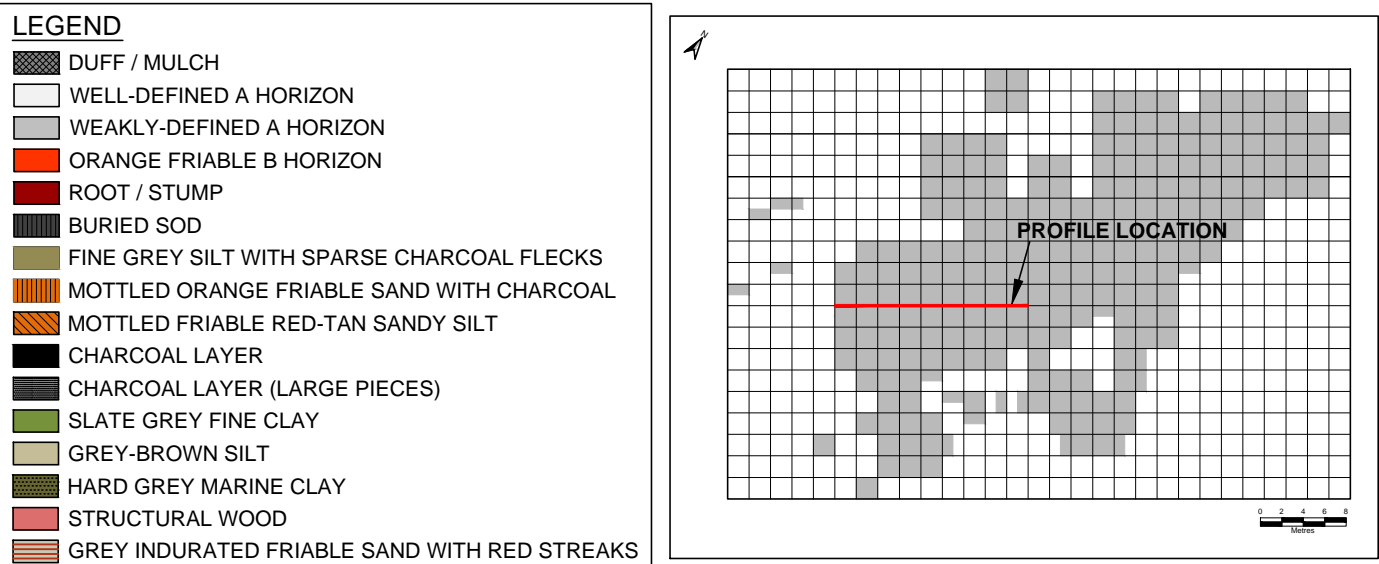 LEGEND
DUFF / MULCH
WELL-DEFINED A HORIZON
WEAKLY-DEFINED A HORIZON
ORANGE FRIABLE B HORIZON
ROOT / STUMP
BURIED SOD
FINE GREY SILT WITH SPARSE CHARCOAL FLECKS
MOTTLED ORANGE FRIABLE SAND WITH CHARCOAL
MOTTLED FRIABLE RED-TAN SANDY SILT
CHARCOAL LAYER
CHARCOAL LAYER (LARGE PIECES)
SLATE GREY FINE CLAY
GREY-BROWN SILT
HARD GREY MARINE CLAY
STRUCTURAL WOOD
GREY INDURATED FRIABLE SAND WITH RED STREAKS
N
PROFILE LOCATION
0 2 4 6 8
Metres